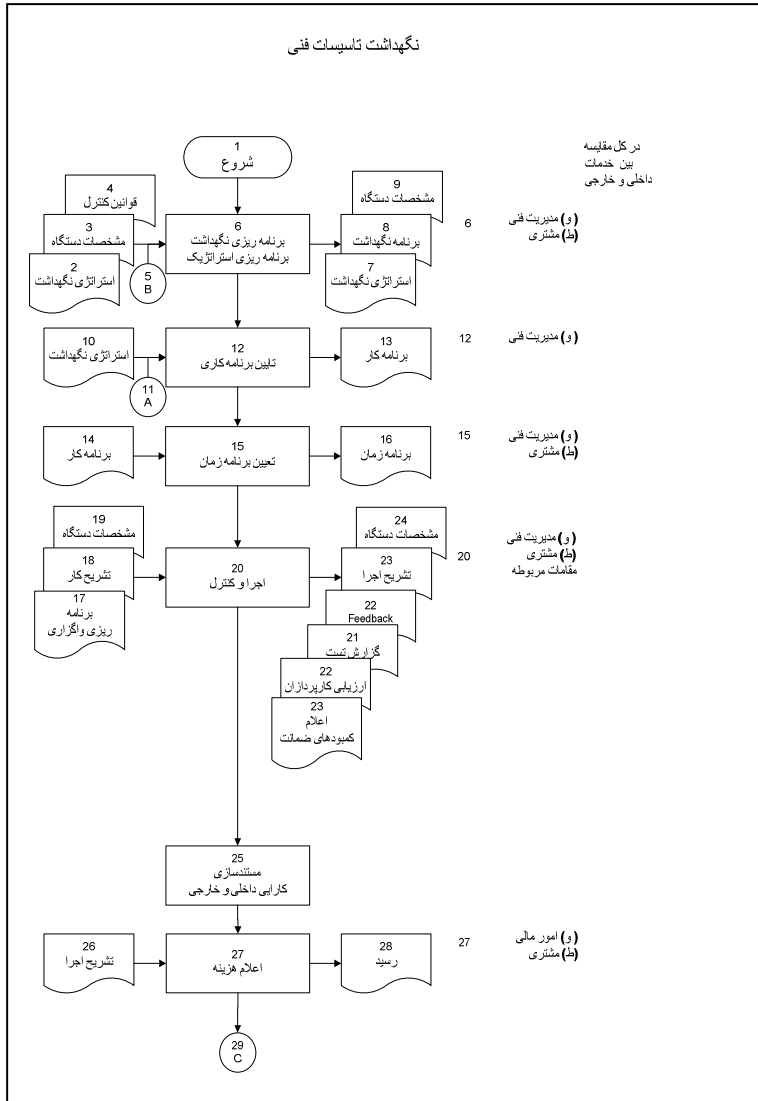 نگهداشت تاسیسات فنی
در کل مقایسه
بین خدمات
داخلی و خارجی
1
شروع
4
قوانین کنترل
3
مشخصات دستگاه
2
استراتژی نگهداشت
5
B
6
برنامه ریزی نگهداشت
برنامه ریزی استراتژیک
9
مشخصات دستگاه
8
برنامه نگهداشت
7
استراتژی نگهداشت
6
(و) مدیریت فنی
(ط) مشتری
10
استراتژی نگهداشت
11
A
12
تایین برنامه کاری
13
برنامه کار
12
(و) مدیریت فنی
14
برنامه کار
15
تعیین برنامه زمان
16
برنامه زمان
15
(و) مدیریت فنی
(ط) مشتری
19
مشخصات دستگاه
18
تشریح کار
17
برنامه
ریزی واگزاری
20
اجرا و کنترل
24
مشخصات دستگاه
23
تشریح اجرا
22
Feedback
21
گزارش تست
22
ارزیابی کارپردازان
23
اعلام
کمبودهای ضمانت
20
(و) مدیریت فنی
(ط) مشتری
مقامات مربوطه
25
مستندسازی
کارایی داخلی و خارجی
26
تشریح اجرا
27
اعلام هزینه
28
رسید
27
(و) امور مالی
(ط) مشتری
29
C